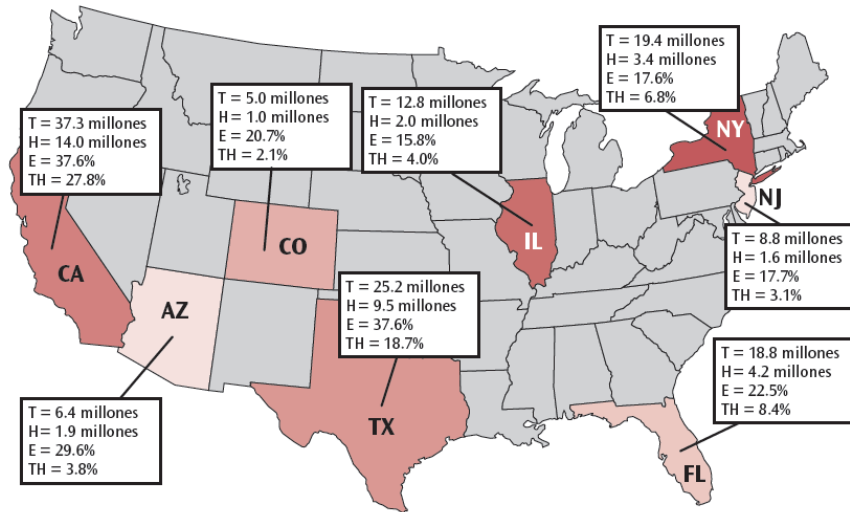 T = 19.4 millones
H= 3.4 millones
E = 17.6%
TH = 6.8%
NY
T = 5.0 millones
H= 1.0 millones
E = 20.7%
TH = 2.1%
T = 12.8 millones
H= 2.0 millones
E = 15.8%
TH = 4.0%
T = 37.3 millones
H= 14.0 millones
E = 37.6%
TH = 27.8%
NJ
IL
CO
CA
T = 8.8 millones
H= 1.6 millones
E = 17.7%
TH = 3.1%
AZ
T = 25.2 millones
H= 9.5 millones
E = 37.6%
TH = 18.7%
TX
T = 18.8 millones
H= 4.2 millones
E = 22.5%
TH = 8.4%
T = 6.4 millones
H= 1.9 millones
E = 29.6%
TH = 3.8%
FL